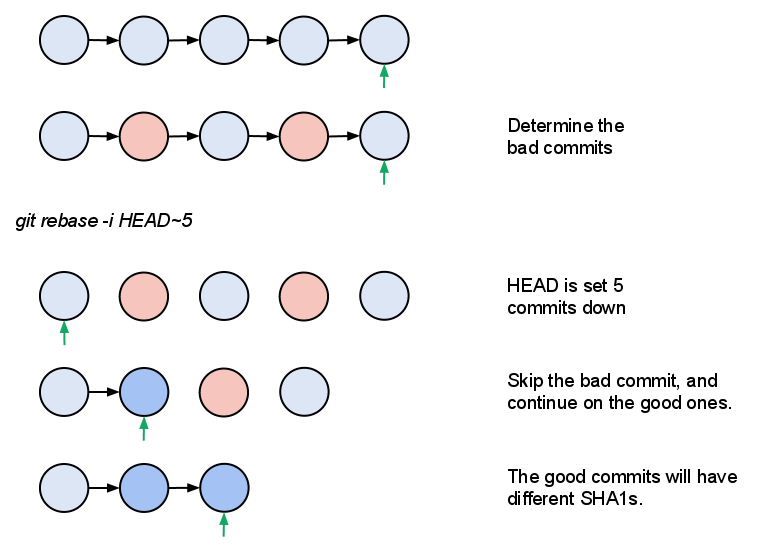 Determine the
bad commits
git rebase -i HEAD~5
HEAD is set 5
commits down
Skip the bad commit, and
continue on the good ones.
The good commits will have
different SHA1s.